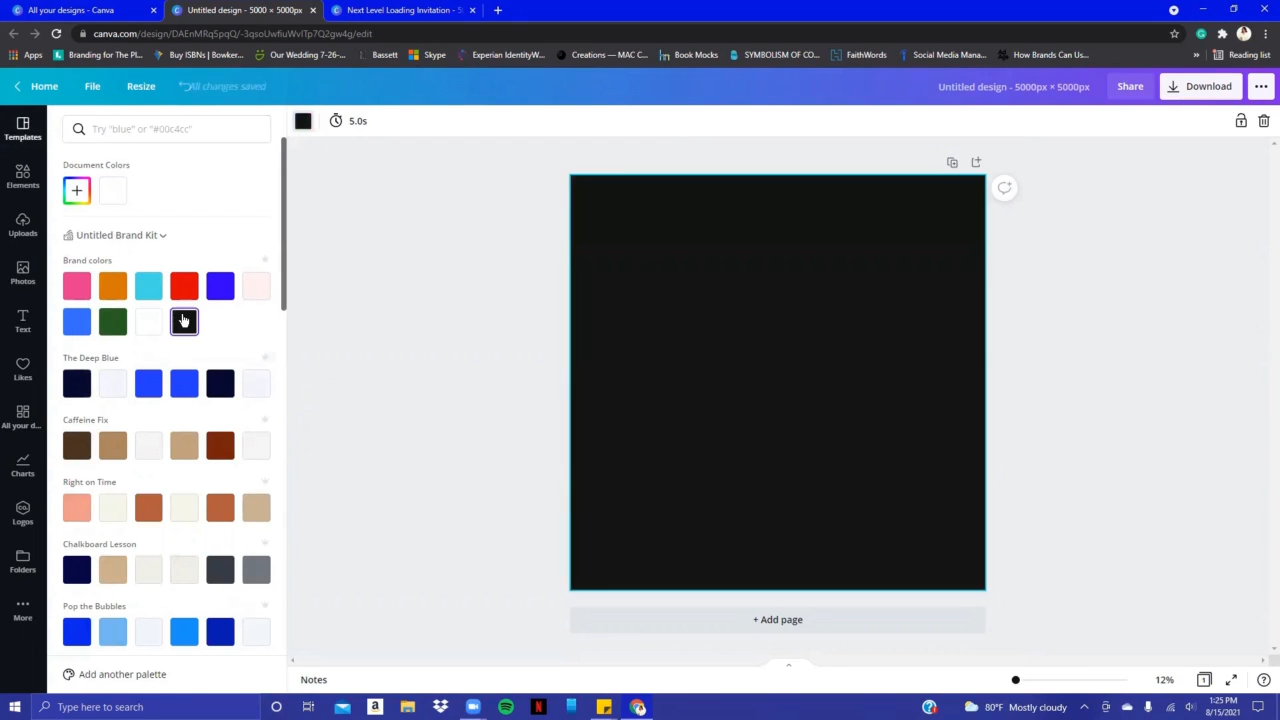 All your designs - Canva
Untitled design - 5000 × 5000px
Next Level Loading Invitation - 5
canva.com/design/DAEnMRq5pqQ/-3qsoUwfiuWvITp7Q2gw4g/edit
Apps
Branding for The Pl...
Buy ISBNs | Bowker...
Our Wedding 7-26-...
Bassett
Skype
Experian IdentityW...
Creations — MAC C...
Book Mocks
SYMBOLISM OF CO...
FaithWords
Social Media Mana...
How Brands Can Us...
»
Reading list
Home
File
Resize
All changes saved
Untitled design - 5000px × 5000px
Share
Download
Templates
Elements
Uploads
Photos
Text
Likes
All your d...
Charts
CO.
Logos
Folders
More
Try "blue" or "#00c4cc"
Document Colors
Untitled Brand Kit
Brand colors
The Deep Blue
Caffeine Fix
Right on Time
Chalkboard Lesson
Pop the Bubbles
Add another palette
5.0s
+ Add page
Notes
12%
1
Type here to search
80°F Mostly cloudy
1:25 PM
8/15/2021